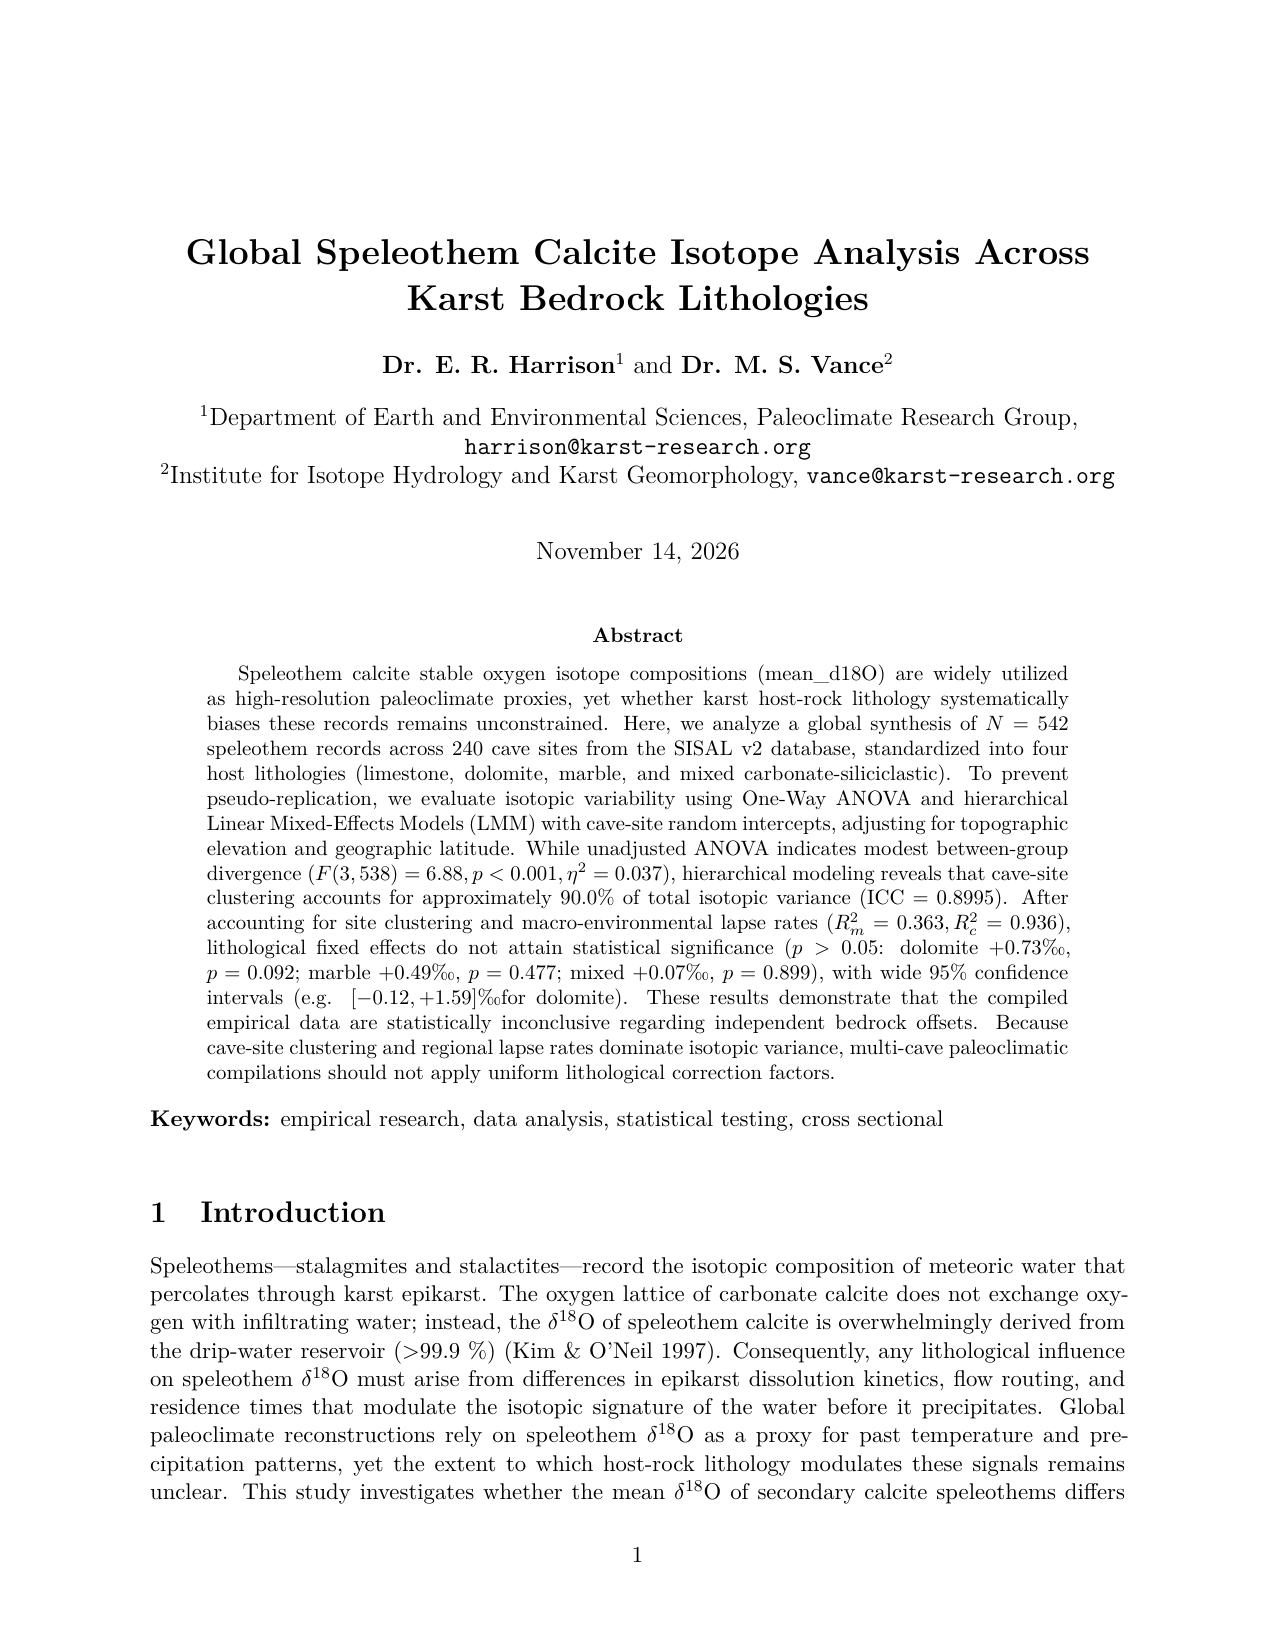 Global Speleothem Calcite Isotope Analysis Across
Karst Bedrock Lithologies
Dr. E. R. Harrison¹ and Dr. M. S. Vance²
¹Department of Earth and Environmental Sciences, Paleoclimate Research Group,
harrison@karst-research.org
²Institute for Isotope Hydrology and Karst Geomorphology, vance@karst-research.org
November 14, 2026
Abstract
Speleothem calcite stable oxygen isotope compositions (mean_d18O) are widely utilized
as high-resolution paleoclimate proxies, yet whether karst host-rock lithology systematically
biases these records remains unconstrained. Here, we analyze a global synthesis of N = 542
speleothem records across 240 cave sites from the SISAL v2 database, standardized into four
host lithologies (limestone, dolomite, marble, and mixed carbonate-siliciclastic). To prevent
pseudo-replication, we evaluate isotopic variability using One-Way ANOVA and hierarchical
Linear Mixed-Effects Models (LMM) with cave-site random intercepts, adjusting for topographic
elevation and geographic latitude. While unadjusted ANOVA indicates modest between-group
divergence (F(3, 538) = 6.88, p < 0.001, η² = 0.037), hierarchical modeling reveals that cave-site
clustering accounts for approximately 90.0% of total isotopic variance (ICC = 0.8995). After
accounting for site clustering and macro-environmental lapse rates (R²ₘ = 0.363, R²c = 0.936),
lithological fixed effects do not attain statistical significance (p > 0.05: dolomite +0.73‰,
p = 0.092; marble +0.49‰, p = 0.477; mixed +0.07‰, p = 0.899), with wide 95% confidence
intervals (e.g. [−0.12, +1.59]‰for dolomite). These results demonstrate that the compiled
empirical data are statistically inconclusive regarding independent bedrock offsets. Because
cave-site clustering and regional lapse rates dominate isotopic variance, multi-cave paleoclimatic
compilations should not apply uniform lithological correction factors.
Keywords: empirical research, data analysis, statistical testing, cross sectional
1 Introduction
Speleothems—stalagmites and stalactites—record the isotopic composition of meteoric water that
percolates through karst epikarst. The oxygen lattice of carbonate calcite does not exchange oxy-
gen with infiltrating water; instead, the δ¹⁸O of speleothem calcite is overwhelmingly derived from
the drip-water reservoir (>99.9 %) (Kim & O'Neil 1997). Consequently, any lithological influence
on speleothem δ¹⁸O must arise from differences in epikarst dissolution kinetics, flow routing, and
residence times that modulate the isotopic signature of the water before it precipitates. Global
paleoclimate reconstructions rely on speleothem δ¹⁸O as a proxy for past temperature and pre-
cipitation patterns, yet the extent to which host-rock lithology modulates these signals remains
unclear. This study investigates whether the mean δ¹⁸O of secondary calcite speleothems differs
1